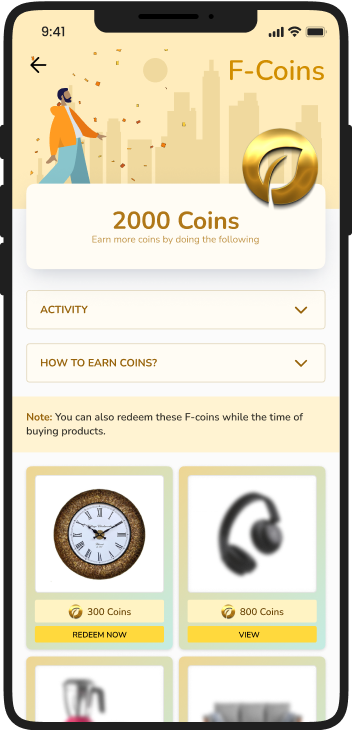 9:41
F-Coins
2000 Coins
Earn more coins by doing the following
ACTIVITY
HOW TO EARN COINS?
Note: You can also redeem these F-coins while the time of
buying products.
300 Coins
800 Coins
REDEEM NOW
VIEW